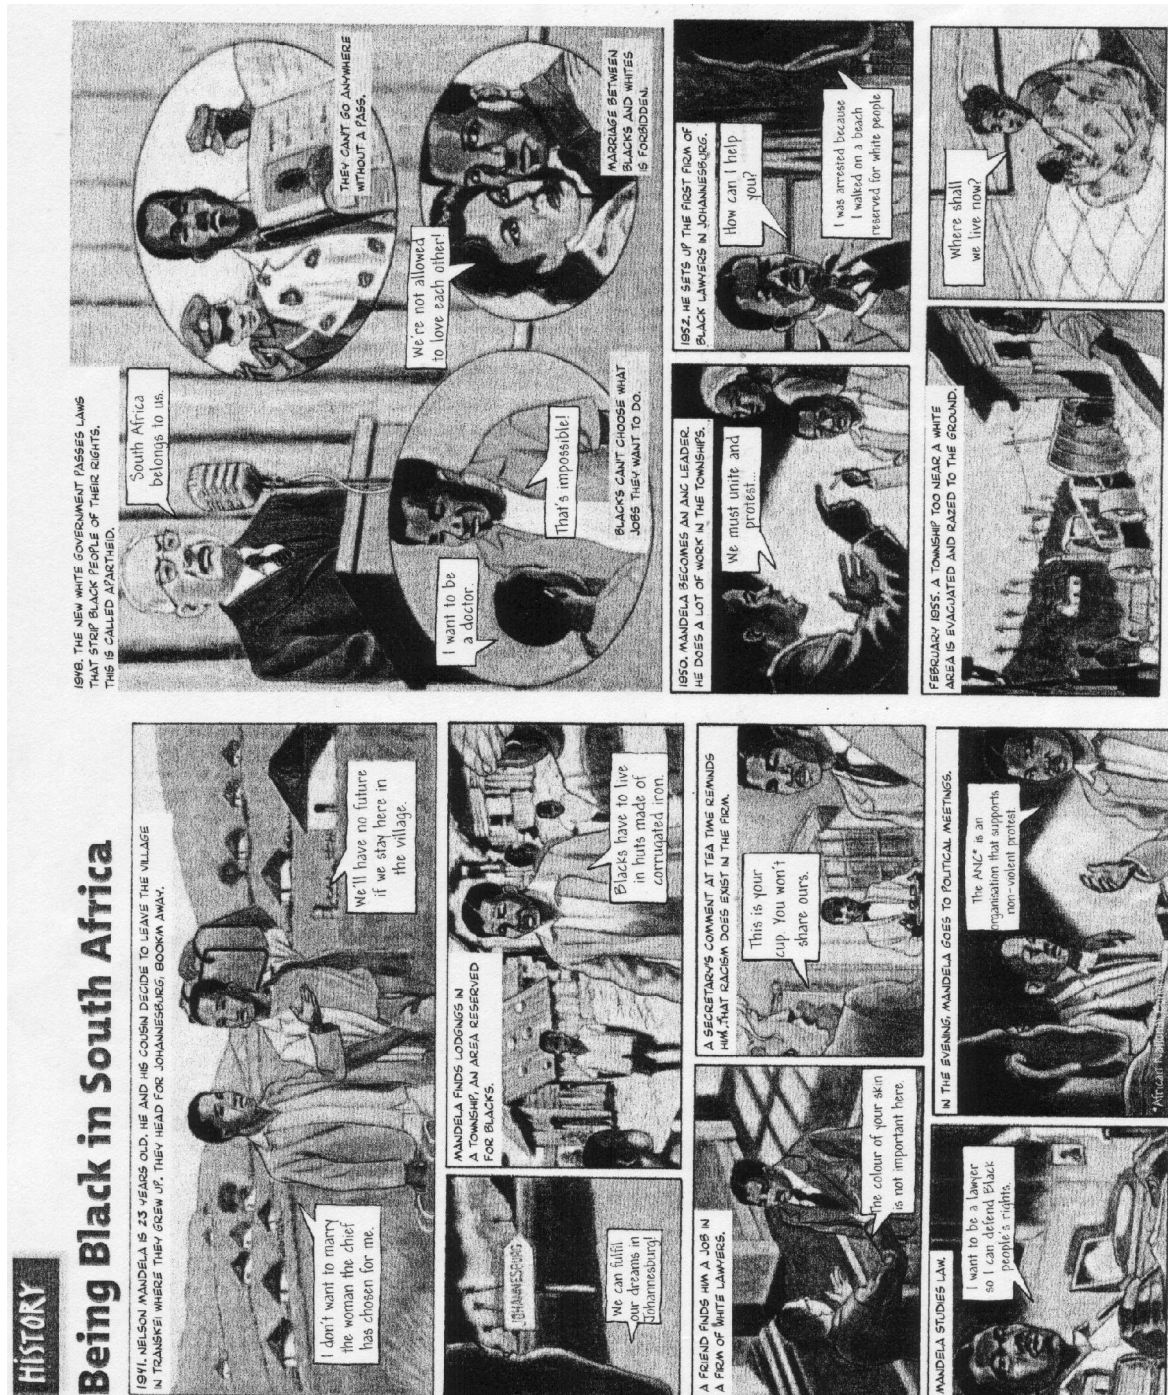 HISTORY
Being Black in South Africa
1941. NELSON MANDELA IS 23 YEARS OLD. HE AND HIS COUSIN DECIDE TO LEAVE THE VILLAGE
IN TRANSKEI WHERE THEY GREW UP. THEY HEAD FOR JOHANNESBURG, 800KM AWAY.
I don't want to marry
the woman the chief
has chosen for me.
We'll have no future
if we stay here in
the village.
JOHANNESBURG
We can fulfil
our dreams in
Johannesburg!
MANDELA FINDS LODGINGS IN
A TOWNSHIP, AN AREA RESERVED
FOR BLACKS.
Blacks have to live
in huts made of
corrugated iron.
A FRIEND FINDS HIM A JOB IN
A FIRM OF WHITE LAWYERS.
The colour of your skin
is not important here
A SECRETARY'S COMMENT AT TEA TIME REMINDS
HIM THAT RACISM DOES EXIST IN THE FIRM.
This is your
cup. You won't
share ours.
MANDELA STUDIES LAW.
I want to be a lawyer
so I can defend Black
people's rights.
IN THE EVENING, MANDELA GOES TO POLITICAL MEETINGS.
The ANC* is an
organisation that supports
non-violent protest.
*African National
1948. THE NEW WHITE GOVERNMENT PASSES LAWS
THAT STRIP BLACK PEOPLE OF THEIR RIGHTS.
THIS IS CALLED APARTHEID.
South Africa
belongs to us.
THEY CAN'T GO ANYWHERE
WITHOUT A PASS.
I want to be
a doctor.
That's impossible!
BLACKS CAN'T CHOOSE WHAT
JOBS THEY WANT TO DO.
We're not allowed
to love each other!
MARRIAGE BETWEEN
BLACKS AND WHITES
IS FORBIDDEN.
1950. MANDELA BECOMES AN ANC LEADER
HE DOES A LOT OF WORK IN THE TOWNSHIPS.
We must unite and
protest...
1952. HE SETS UP THE FIRST FIRM OF
BLACK LAWYERS IN JOHANNESBURG.
How can I help
you?
I was arrested because
I walked on a beach
reserved for white people
FEBRUARY 1955. A TOWNSHIP TOO NEAR A WHITE
AREA IS EVACUATED AND RAZED TO THE GROUND.
Where shall
we live now?